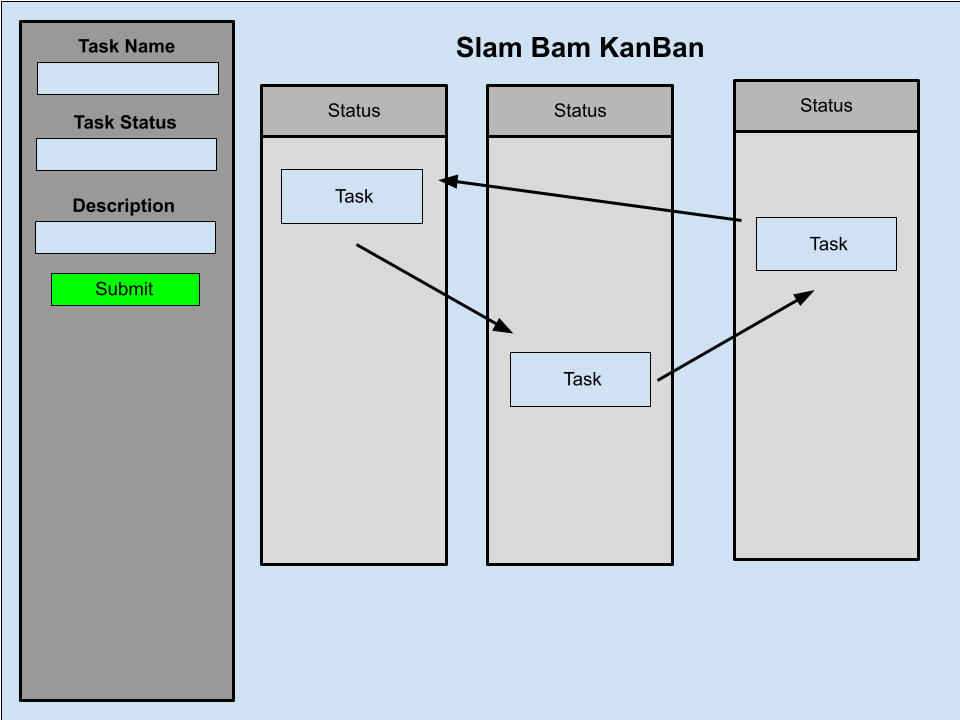 Task Name
Task Status
Description
Submit
Slam Bam KanBan
Status
Status
Status
Task
Task
Task